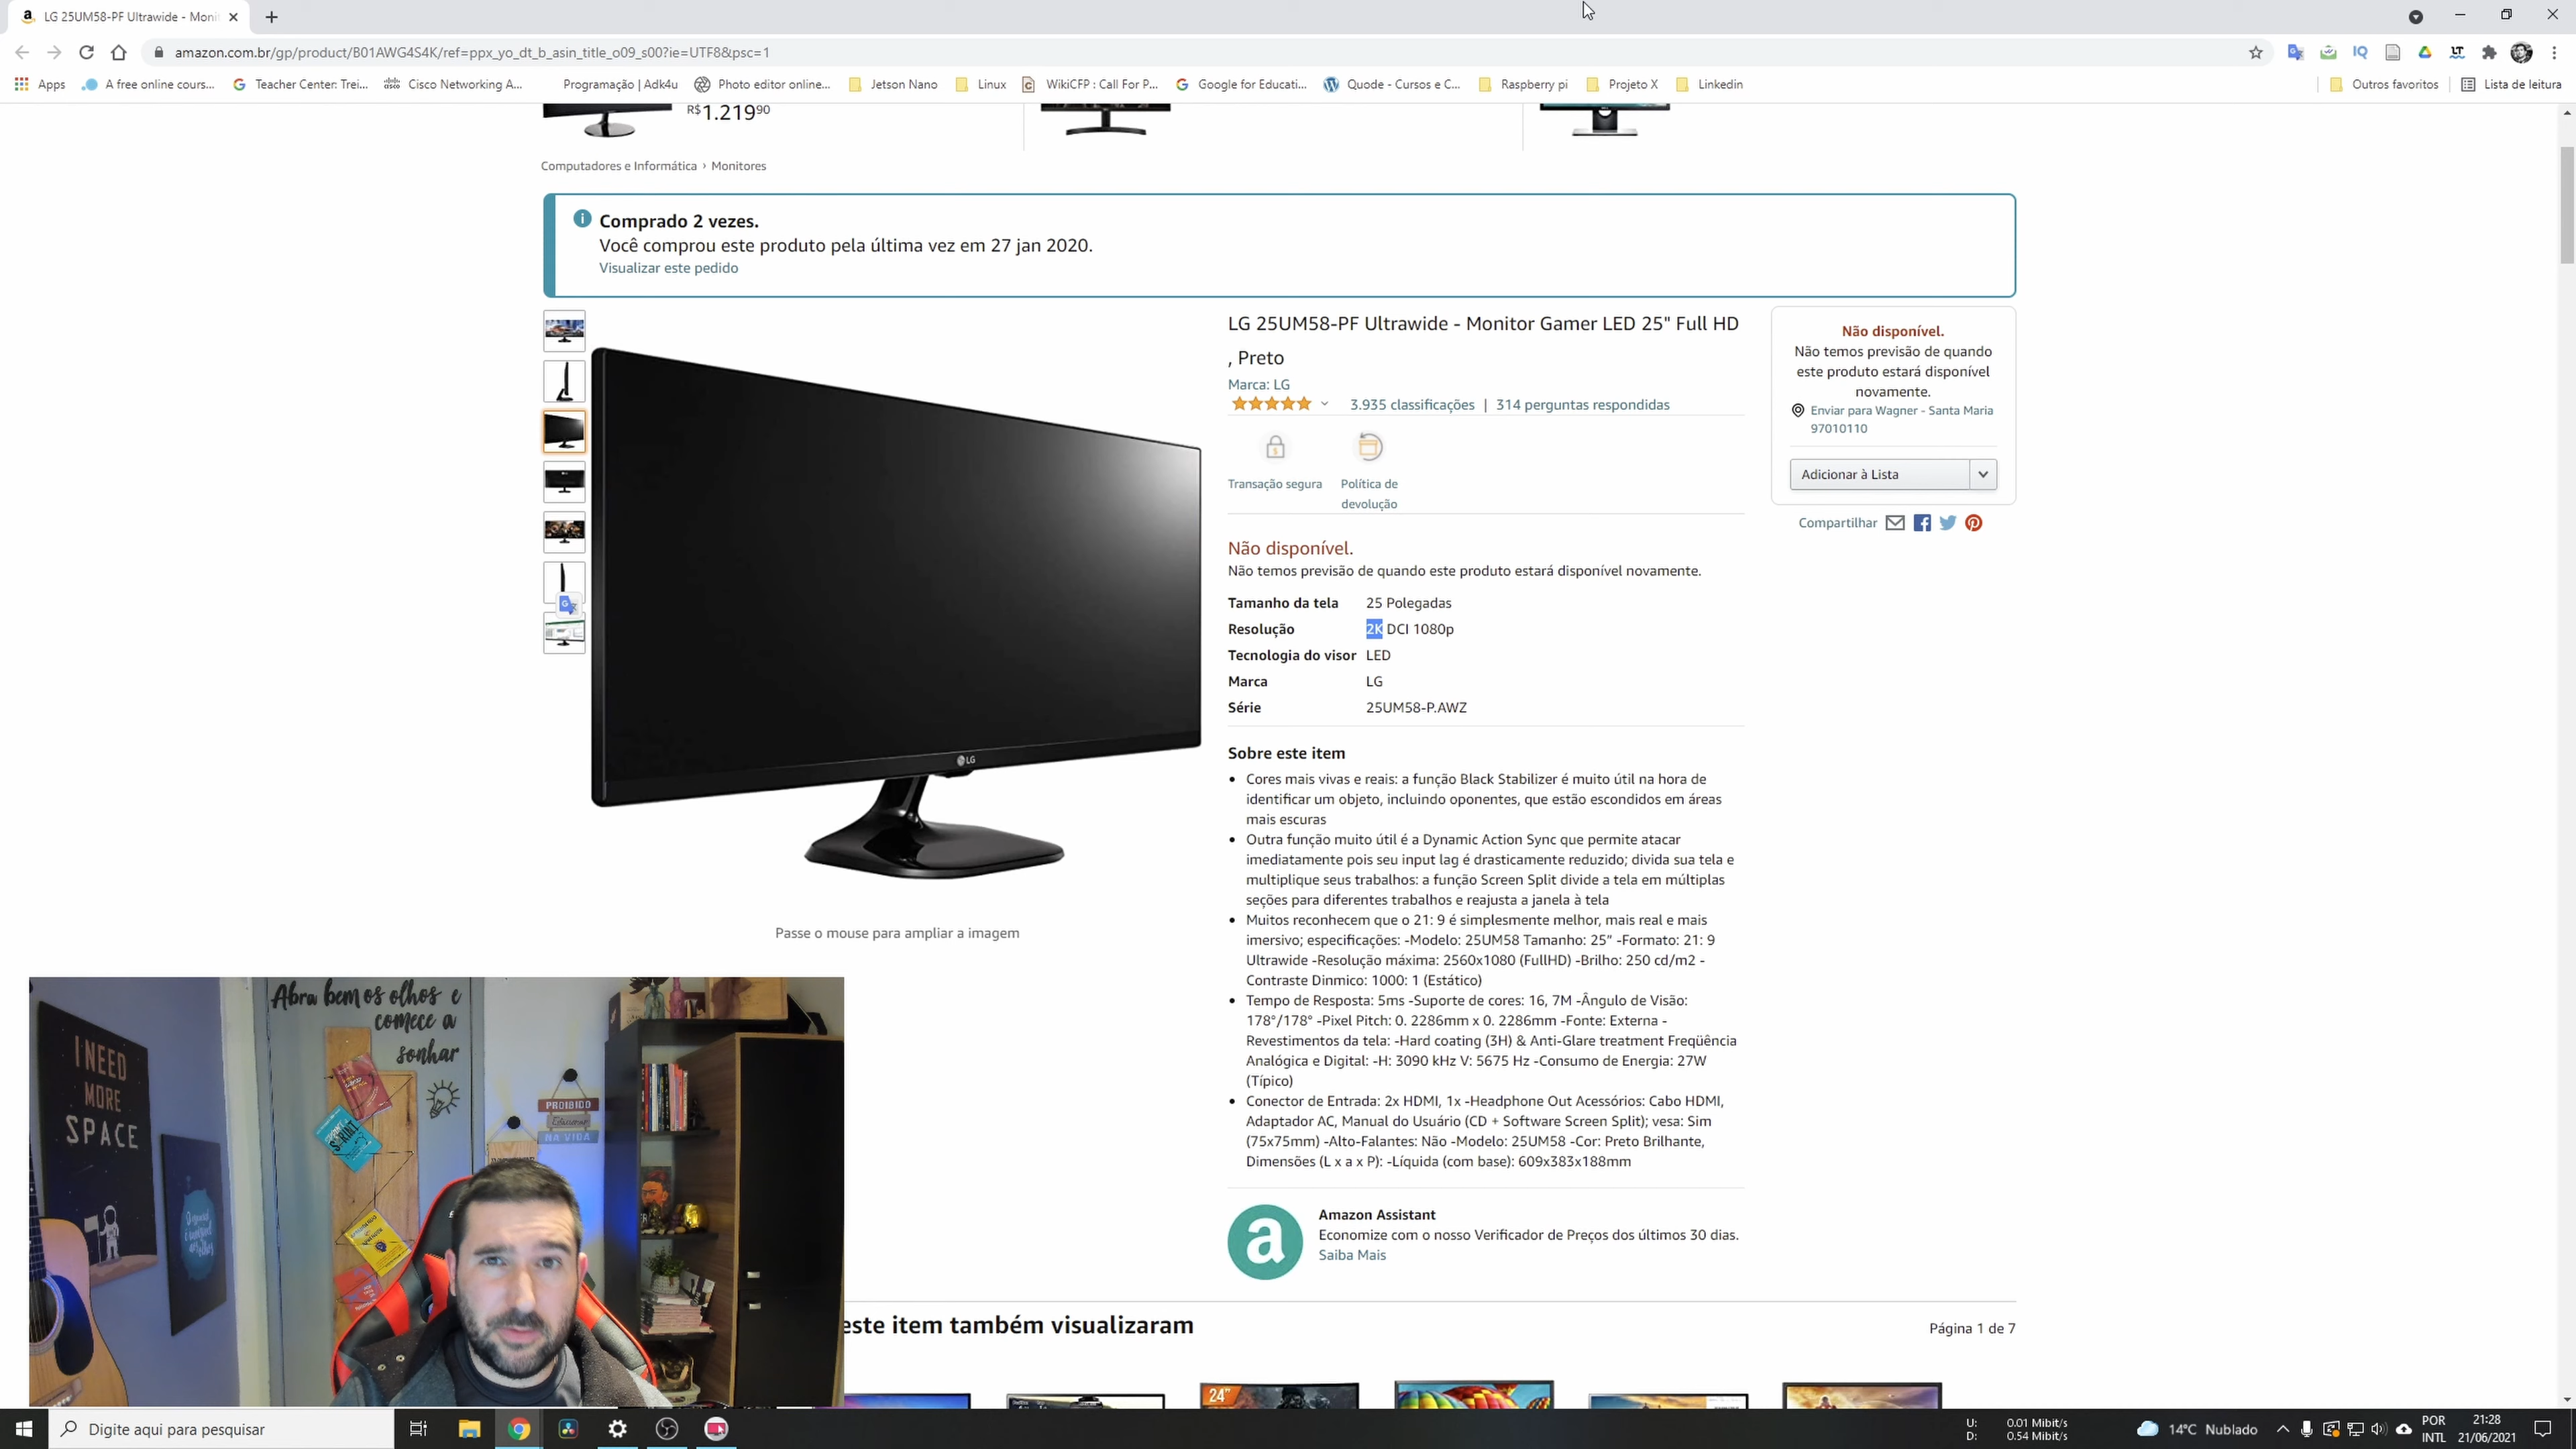 LG 25UM58-PF Ultrawide - Moni
amazon.com.br/gp/product/B01AWG4S4K/ref=ppx_yo_dt_b_asin_title_o09_s00?ie=UTF8&psc=1
Apps
A free online cours...
Teacher Center: Trei...
Cisco Networking A...
Programação | Adk4u
Photo editor online...
Jetson Nano
Linux
WikiCFP : Call For P...
Google for Educati...
Quode - Cursos e C...
Raspberry pi
Projeto X
Linkedin
Outros favoritos
Lista de leitura
R$1.21990
Computadores e Informática › Monitores
Comprado 2 vezes.
Você comprou este produto pela última vez em 27 jan 2020.
Visualizar este pedido
LG 25UM58-PF Ultrawide - Monitor Gamer LED 25" Full HD
, Preto
Marca: LG
3.935 classificações | 314 perguntas respondidas
Transação segura
Política de
devolução
Não disponível.
Não temos previsão de quando este produto estará disponível novamente.
Tamanho da tela 25 Polegadas
Resolução 2K DCI 1080p
Tecnologia do visor LED
Marca LG
Série 25UM58-P.AWZ
Sobre este item
• Cores mais vivas e reais: a função Black Stabilizer é muito útil na hora de
identificar um objeto, incluindo oponentes, que estão escondidos em áreas
mais escuras
• Outra função muito útil é a Dynamic Action Sync que permite atacar
imediatamente pois seu input lag é drasticamente reduzido; divida sua tela e
multiplique seus trabalhos: a função Screen Split divide a tela em múltiplas
seções para diferentes trabalhos e reajusta a janela à tela
• Muitos reconhecem que o 21: 9 é simplesmente melhor, mais real e mais
imersivo; especificações: -Modelo: 25UM58 Tamanho: 25” -Formato: 21: 9
Ultrawide -Resolução máxima: 2560x1080 (FullHD) -Brilho: 250 cd/m2 -
Contraste Dinmico: 1000: 1 (Estático)
• Tempo de Resposta: 5ms -Suporte de cores: 16, 7M -Ângulo de Visão:
178°/178° -Pixel Pitch: 0. 2286mm x 0. 2286mm -Fonte: Externa -
Revestimentos da tela: -Hard coating (3H) & Anti-Glare treatment Freqüência
Analógica e Digital: -H: 3090 kHz V: 5675 Hz -Consumo de Energia: 27W
(Típico)
• Conector de Entrada: 2x HDMI, 1x -Headphone Out Acessórios: Cabo HDMI,
Adaptador AC, Manual do Usuário (CD + Software Screen Split); vesa: Sim
(75x75mm) -Alto-Falantes: Não -Modelo: 25UM58 -Cor: Preto Brilhante,
Dimensões (L x a x P): -Líquida (com base): 609x383x188mm
Não disponível.
Não temos previsão de quando
este produto estará disponível
novamente.
Enviar para Wagner - Santa Maria
97010110
Adicionar à Lista
Compartilhar
LG
Passe o mouse para ampliar a imagem
Amazon Assistant
Economize com o nosso Verificador de Preços dos últimos 30 dias.
Saiba Mais
este item também visualizaram
Página 1 de 7
24"
Abra bem os olhos e
comece a
sonhar
I NEED
MORE
SPACE
PROIBIDO
NA VIDA
SPRINT
Digite aqui para pesquisar
U: 0.01 Mibit/s
D: 0.54 Mibit/s
14°C Nublado
POR
INTL
21:28
21/06/2021